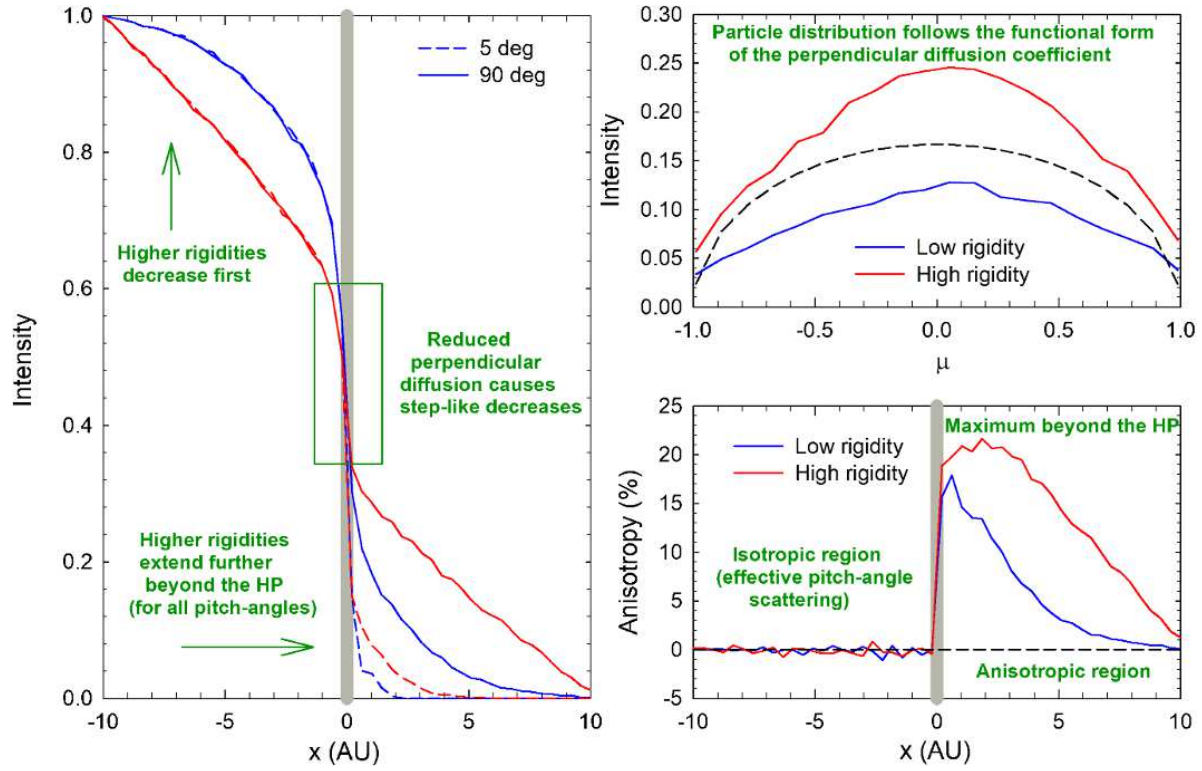 1.0
0.8
0.6
0.4
0.2
0.0
Intensity
5 deg
90 deg
Higher rigidities
decrease first
Reduced
perpendicular
diffusion causes
step-like decreases
Higher rigidities
extend further
beyond the HP
(for all pitch-angles)
-10
-5
0
5
10
x (AU)
0.30
0.25
0.20
0.15
0.10
0.05
0.00
Intensity
Particle distribution follows the functional form
of the perpendicular diffusion coefficient
Low rigidity
High rigidity
-1.0
-0.5
0.0
0.5
1.0
μ
25
20
15
10
5
0
-5
Anisotropy (%)
Low rigidity
High rigidity
Maximum beyond the HP
Isotropic region
(effective pitch-angle
scattering)
Anisotropic region
-10
-5
0
5
10
x (AU)